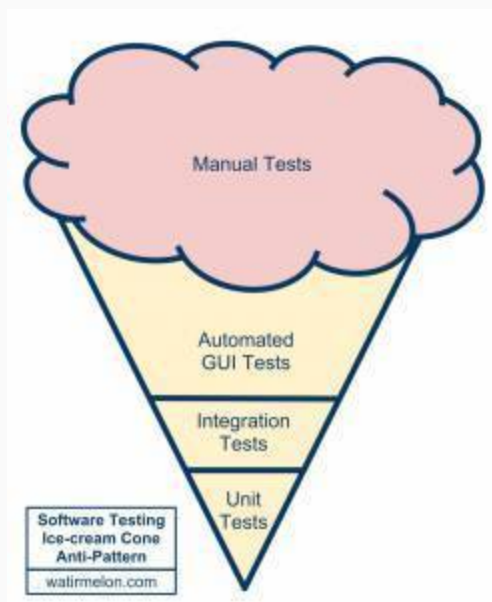 Manual Tests
Automated
GUI Tests
Integration
Tests
Unit
Tests
Software Testing
Ice-cream Cone
Anti-Pattern
watirmelon.com